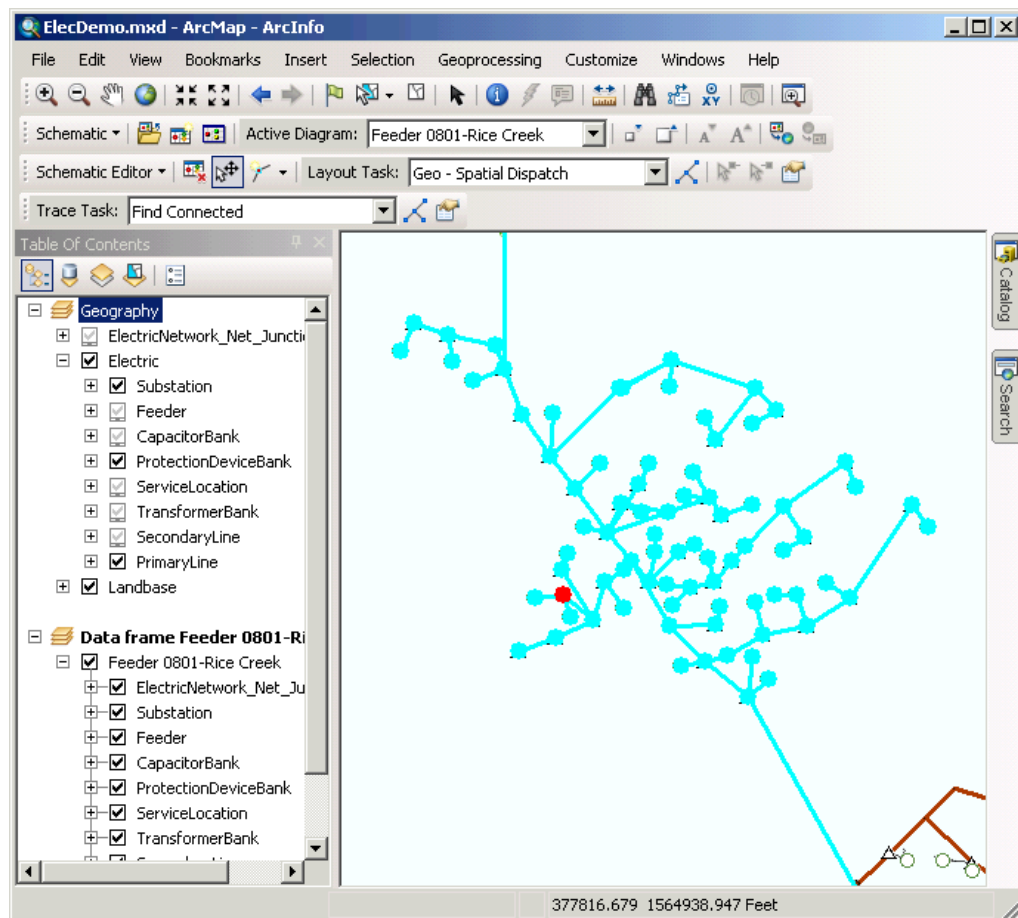 ElecDemo.mxd - ArcMap - ArcInfo
File Edit View Bookmarks Insert Selection Geoprocessing Customize Windows Help
XY
Schematic Active Diagram: Feeder 0801-Rice Creek A A
Schematic Editor Layout Task: Geo - Spatial Dispatch
Trace Task: Find Connected
Table Of Contents
Geography
ElectricNetwork_Net_Juncti
Electric
Substation
Feeder
CapacitorBank
ProtectionDeviceBank
ServiceLocation
TransformerBank
SecondaryLine
PrimaryLine
Landbase
Data frame Feeder 0801-Ri
Feeder 0801-Rice Creek
ElectricNetwork_Net_Ju
Substation
Feeder
CapacitorBank
ProtectionDeviceBank
ServiceLocation
TransformerBank
Catalog
Search
377816.679 1564938.947 Feet